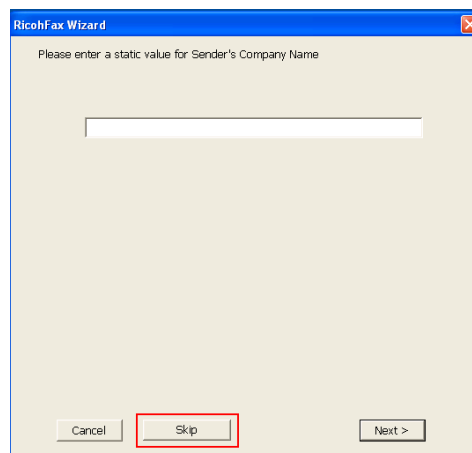 RicohFax Wizard
Please enter a static value for Sender's Company Name
Cancel Skip Next >